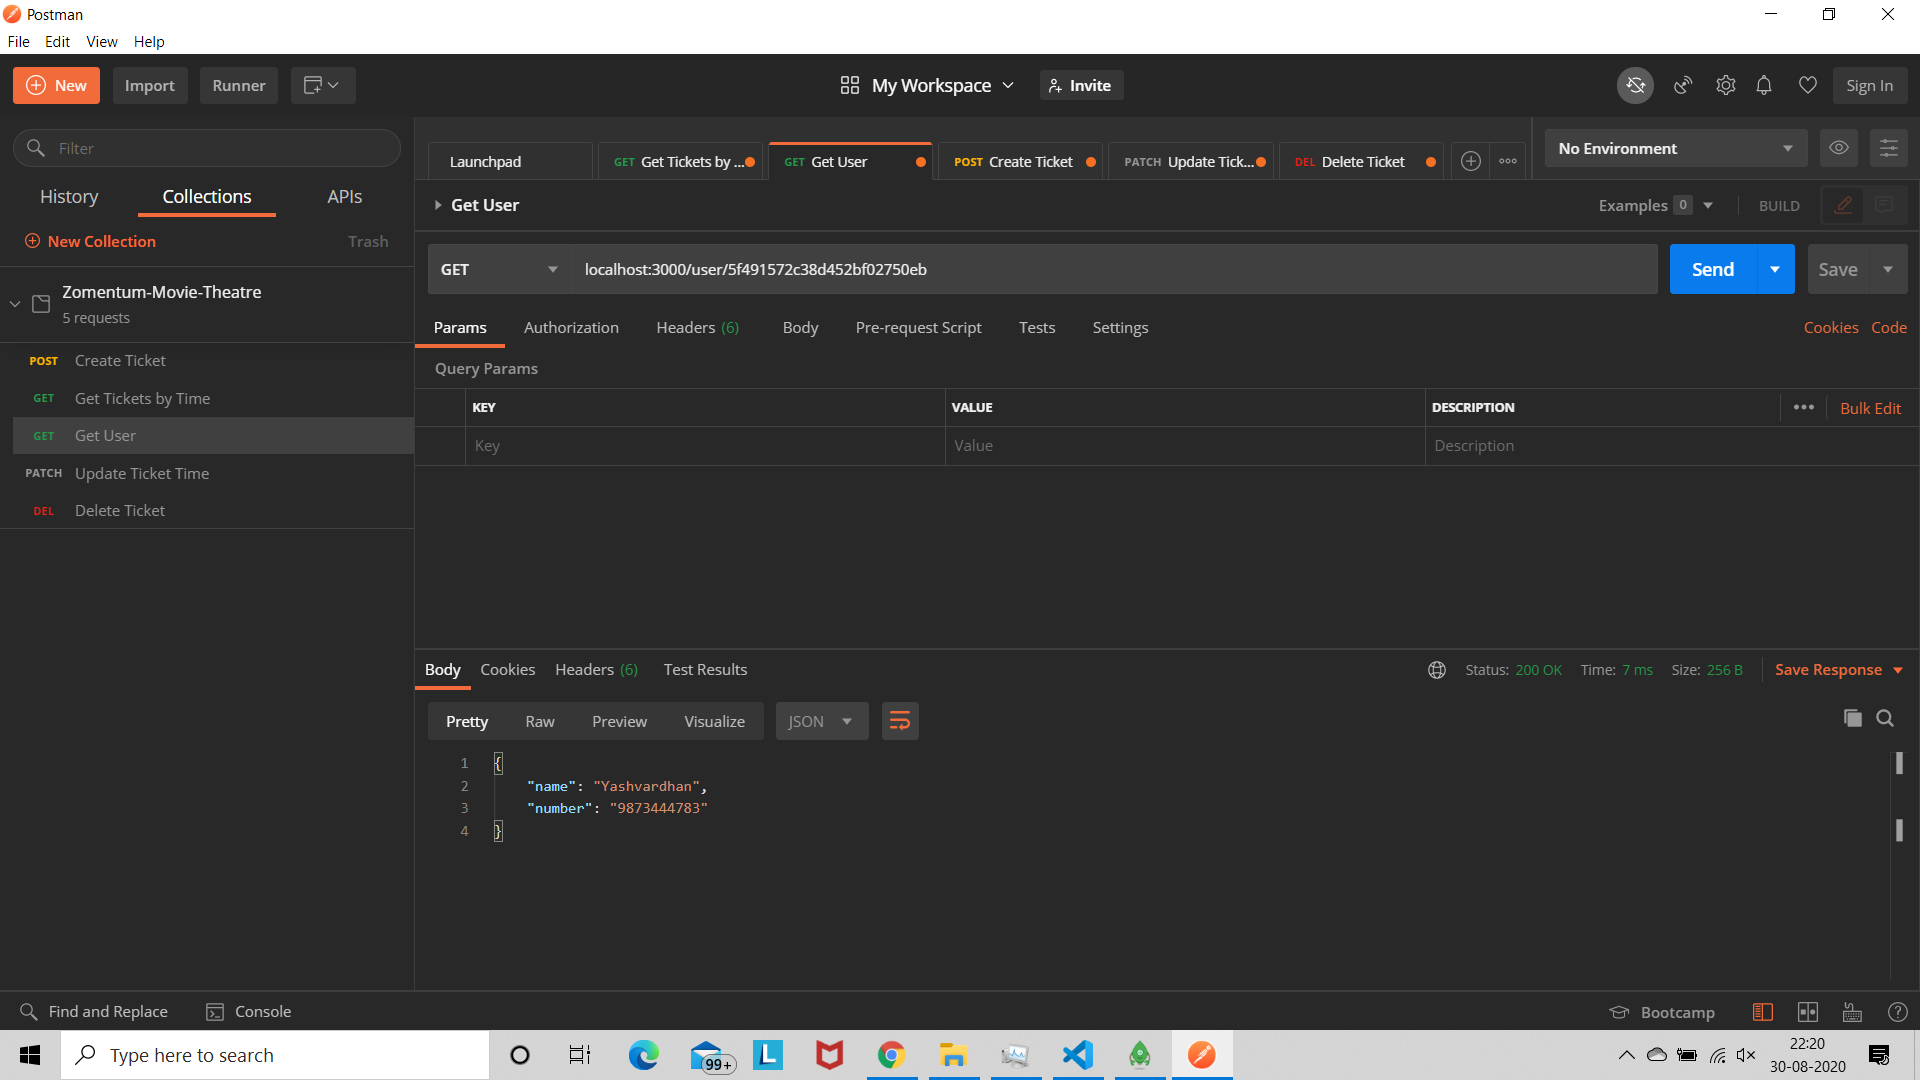 Postman
File Edit View Help
New Import Runner My Workspace Invite Sign In
Filter
History Collections APIs
New Collection Trash
Zomentum-Movie-Theatre
5 requests
POST Create Ticket
GET Get Tickets by Time
GET Get User
PATCH Update Ticket Time
DEL Delete Ticket
Launchpad GET Get Tickets by ... GET Get User POST Create Ticket PATCH Update Tick... DEL Delete Ticket No Environment
Get User Examples 0 BUILD
GET localhost:3000/user/5f491572c38d452bf02750eb Send Save
Params Authorization Headers (6) Body Pre-request Script Tests Settings Cookies Code
Query Params
KEY VALUE DESCRIPTION Bulk Edit
Key Value Description
Body Cookies Headers (6) Test Results Status: 200 OK Time: 7 ms Size: 256 B Save Response
Pretty Raw Preview Visualize JSON
1 {
2 "name": "Yashvardhan",
3 "number": "9873444783"
4 }
Find and Replace Console Bootcamp
Type here to search 99+ L 22:20
30-08-2020 3